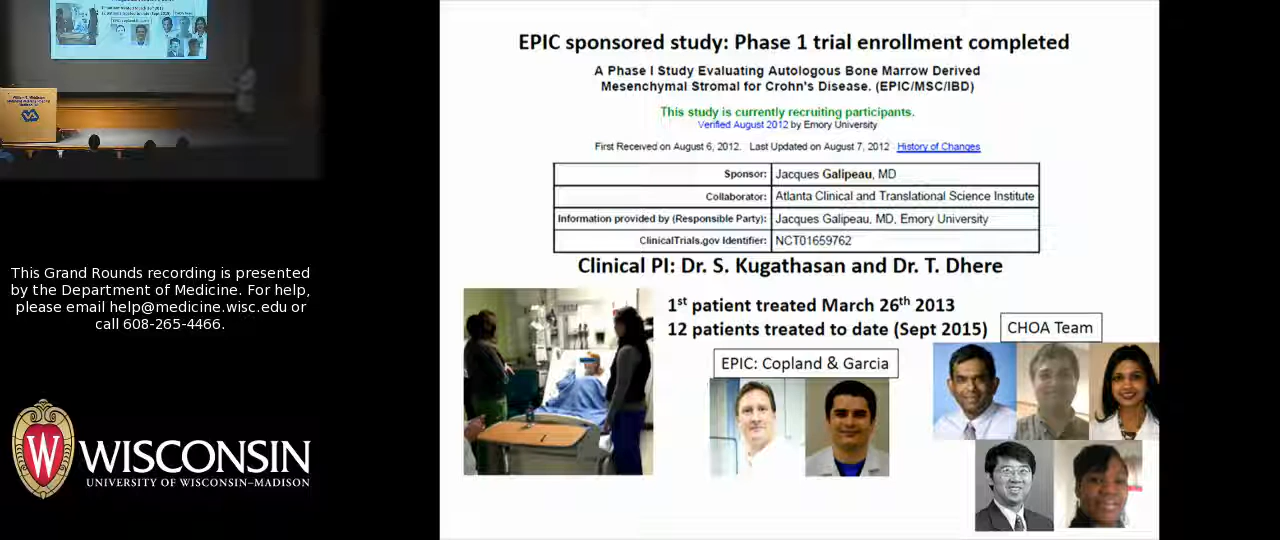 This Grand Rounds recording is presented
by the Department of Medicine. For help,
please email help@medicine.wisc.edu or
call 608-265-4466.
WISCONSIN
UNIVERSITY OF WISCONSIN–MADISON
EPIC sponsored study: Phase 1 trial enrollment completed
A Phase I Study Evaluating Autologous Bone Marrow Derived
Mesenchymal Stromal for Crohn's Disease. (EPIC/MSC/IBD)
This study is currently recruiting participants.
Verified August 2012 by Emory University
First Received on August 6, 2012. Last Updated on August 7, 2012 History of Changes
Sponsor: Jacques Galipeau, MD
Collaborator: Atlanta Clinical and Translational Science Institute
Information provided by (Responsible Party): Jacques Galipeau, MD, Emory University
ClinicalTrials.gov Identifier: NCT01659762
Clinical PI: Dr. S. Kugathasan and Dr. T. Dhere
1st patient treated March 26th 2013
12 patients treated to date (Sept 2015)
CHOA Team
EPIC: Copland & Garcia